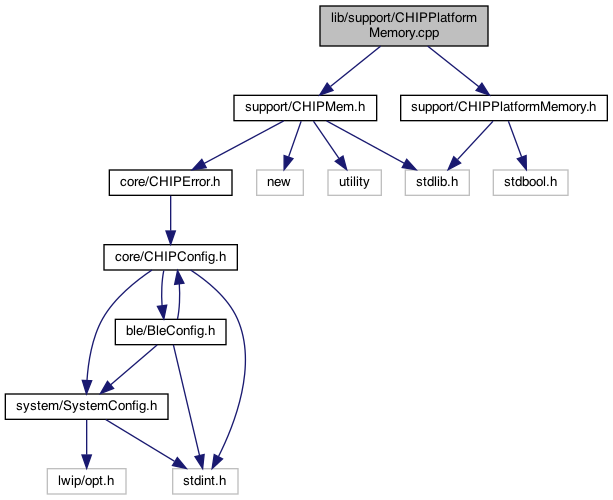 lib/support/CHIPPlatform
Memory.cpp
support/CHIPMem.h
support/CHIPPlatformMemory.h
core/CHIPError.h
new
utility
stdlib.h
stdbool.h
core/CHIPConfig.h
ble/BleConfig.h
system/SystemConfig.h
lwip/opt.h
stdint.h